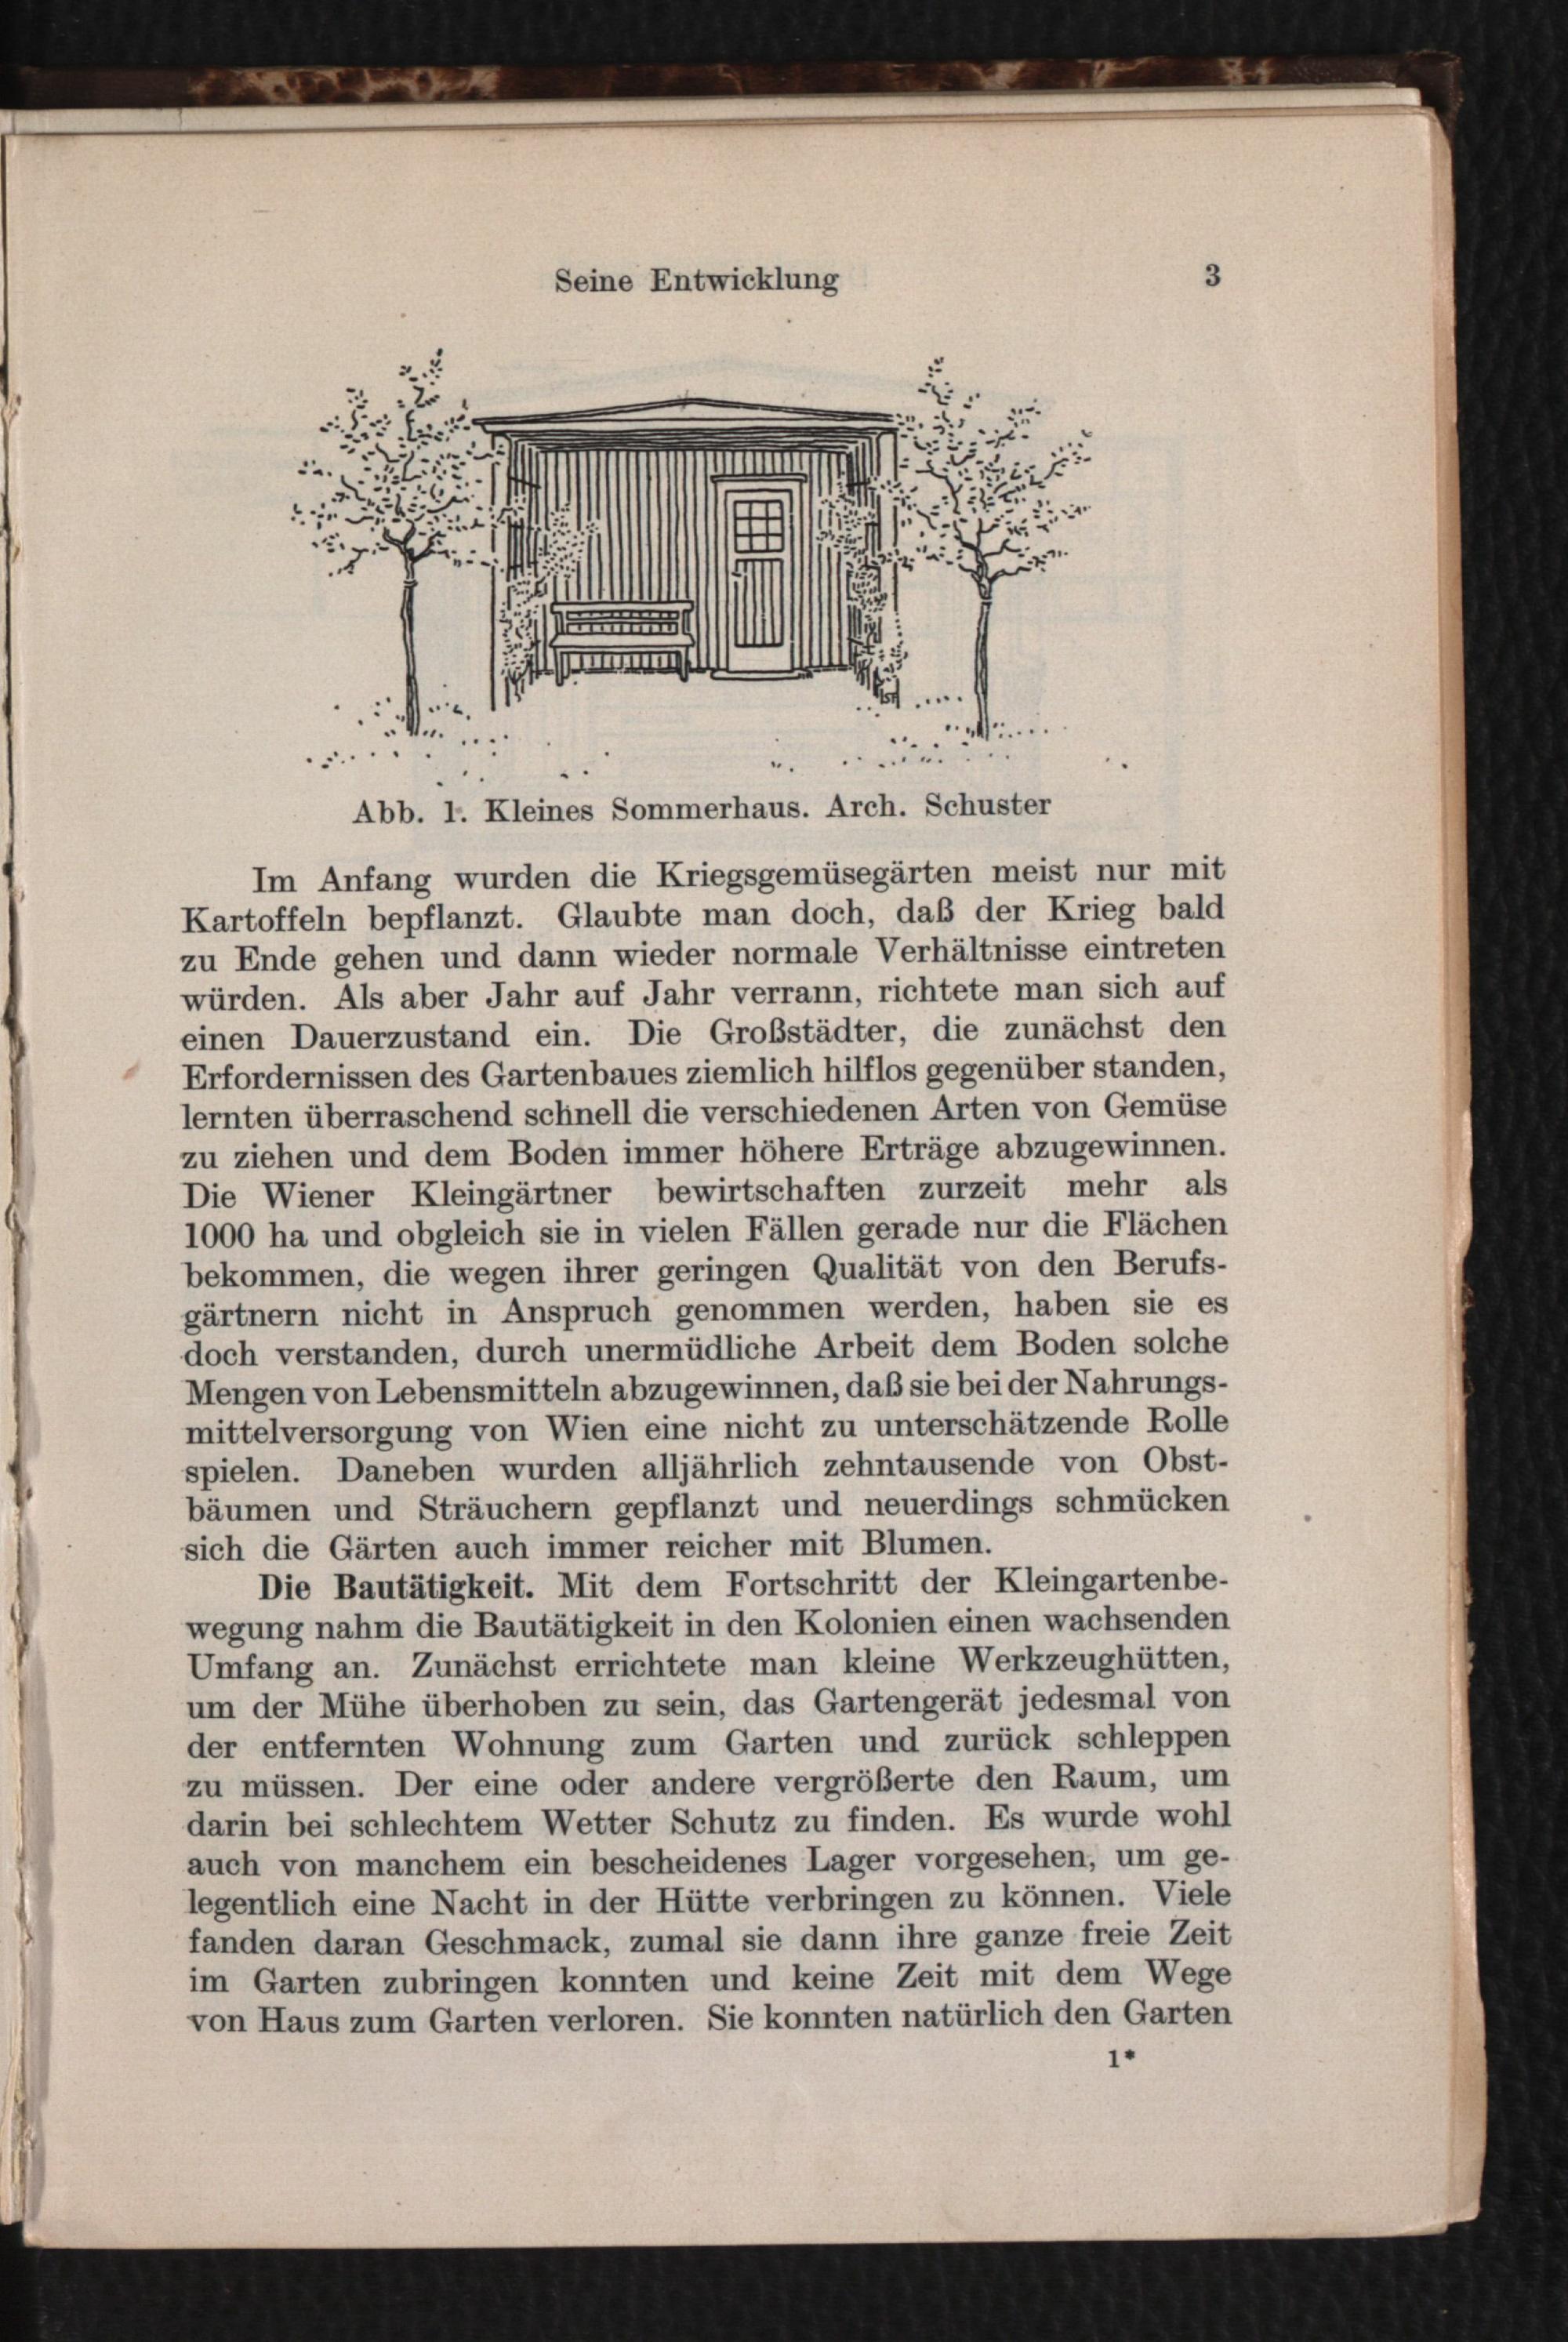 Seine Entwicklung 3
Abb. 1. Kleines Sommerhaus. Arch. Schuster
Im Anfang wurden die Kriegsgemüsegärten meist nur mit
Kartoffeln bepflanzt. Glaubte man doch, daß der Krieg bald
zu Ende gehen und dann wieder normale Verhältnisse eintreten
würden. Als aber Jahr auf Jahr verrann, richtete man sich auf
einen Dauerzustand ein. Die Großstädter, die zunächst den
Erfordernissen des Gartenbaues ziemlich hilflos gegenüber standen,
lernten überraschend schnell die verschiedenen Arten von Gemüse
zu ziehen und dem Boden immer höhere Erträge abzugewinnen.
Die Wiener Kleingärtner bewirtschaften zurzeit mehr als
1000 ha und obgleich sie in vielen Fällen gerade nur die Flächen
bekommen, die wegen ihrer geringen Qualität von den Berufs-
gärtnern nicht in Anspruch genommen werden, haben sie es
doch verstanden, durch unermüdliche Arbeit dem Boden solche
Mengen von Lebensmitteln abzugewinnen, daß sie bei der Nahrungs-
mittelversorgung von Wien eine nicht zu unterschätzende Rolle
spielen. Daneben wurden alljährlich zehntausende von Obst-
bäumen und Sträuchern gepflanzt und neuerdings schmücken
sich die Gärten auch immer reicher mit Blumen.
Die Bautätigkeit. Mit dem Fortschritt der Kleingartenbe-
wegung nahm die Bautätigkeit in den Kolonien einen wachsenden
Umfang an. Zunächst errichtete man kleine Werkzeughütten,
um der Mühe überhoben zu sein, das Gartengerät jedesmal von
der entfernten Wohnung zum Garten und zurück schleppen
zu müssen. Der eine oder andere vergrößerte den Raum, um
darin bei schlechtem Wetter Schutz zu finden. Es wurde wohl
auch von manchem ein bescheidenes Lager vorgesehen, um ge-
legentlich eine Nacht in der Hütte verbringen zu können. Viele
fanden daran Geschmack, zumal sie dann ihre ganze freie Zeit
im Garten zubringen konnten und keine Zeit mit dem Wege
von Haus zum Garten verloren. Sie konnten natürlich den Garten
1*